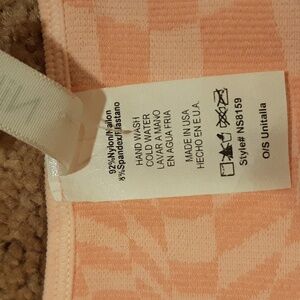 92%Nylon/Nailon
8%Spandex/Elastano
HAND WASH
COLD WATER
LAVAR A MANO
EN AGUA FRIA
MADE IN USA
HECHO EN E.U.A.
Style# NS8159
O/S Unitalla